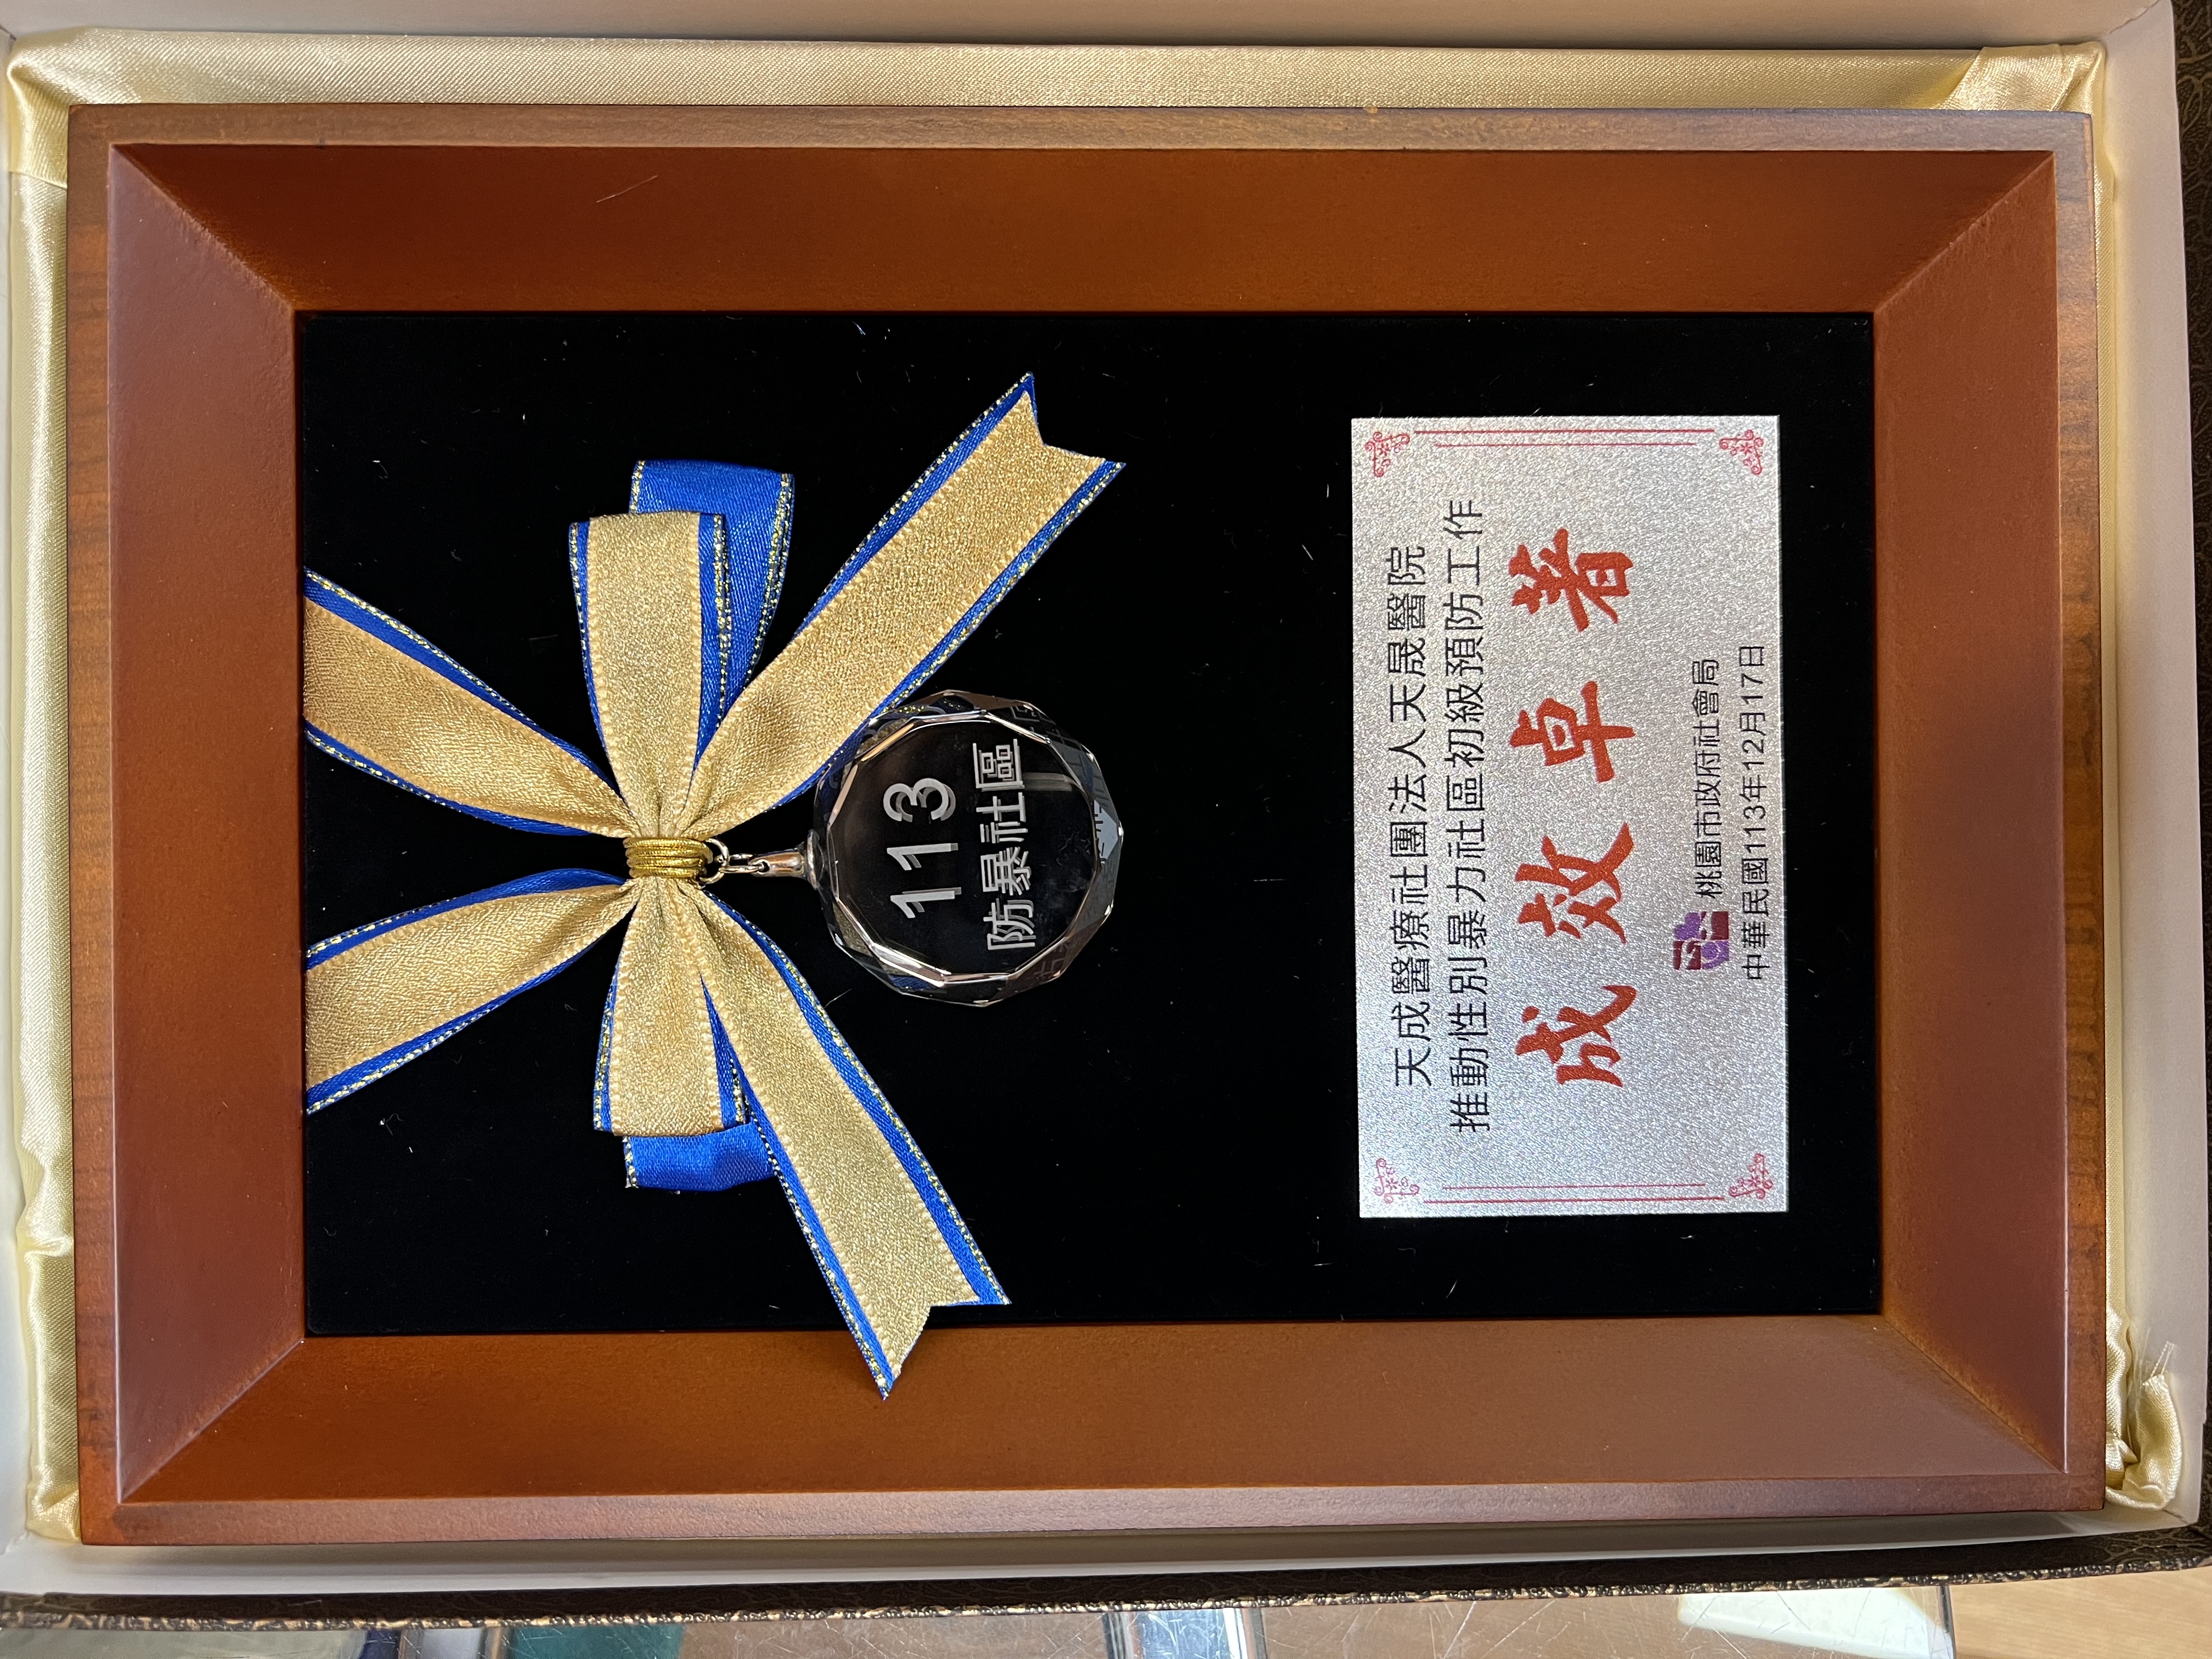 113
防暴社區
天成醫療社團法人天晟醫院
推動性別暴力社區初級預防工作
成效卓著
桃園市政府社會局
中華民國113年12月17日